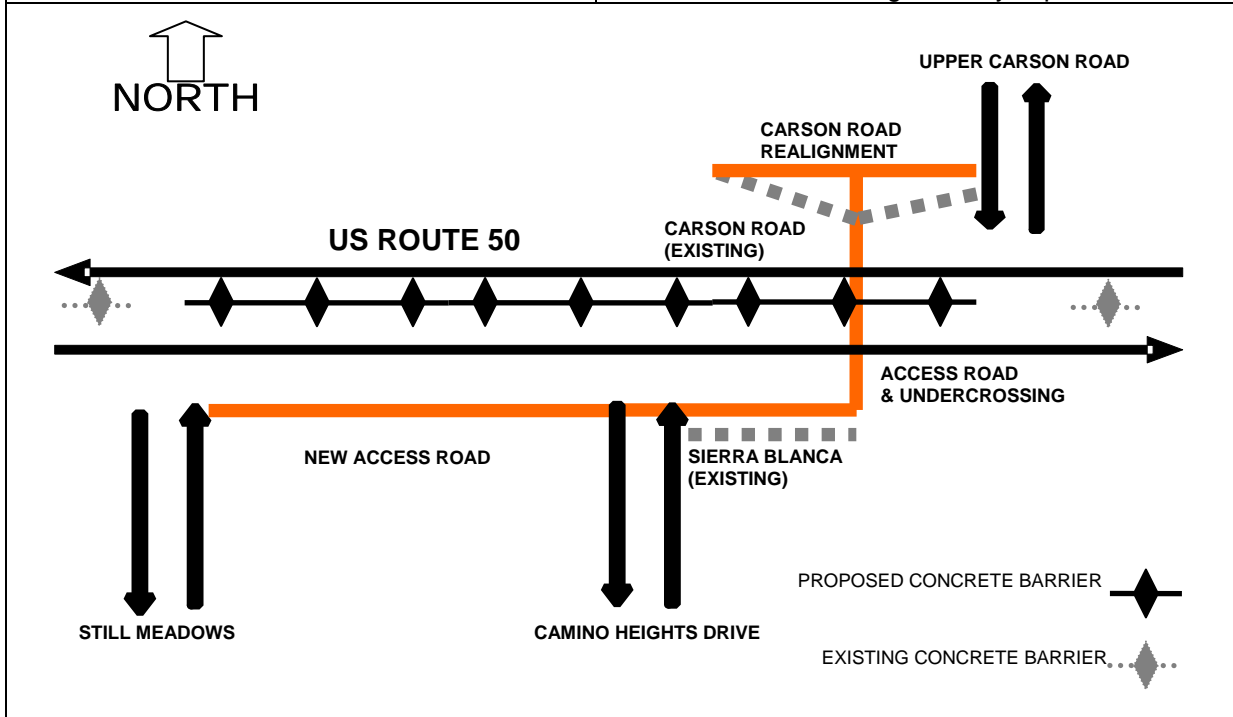 NORTH
UPPER CARSON ROAD
CARSON ROAD
REALIGNMENT
CARSON ROAD
(EXISTING)
US ROUTE 50
ACCESS ROAD
& UNDERCROSSING
NEW ACCESS ROAD
SIERRA BLANCA
(EXISTING)
PROPOSED CONCRETE BARRIER
STILL MEADOWS
CAMINO HEIGHTS DRIVE
EXISTING CONCRETE BARRIER